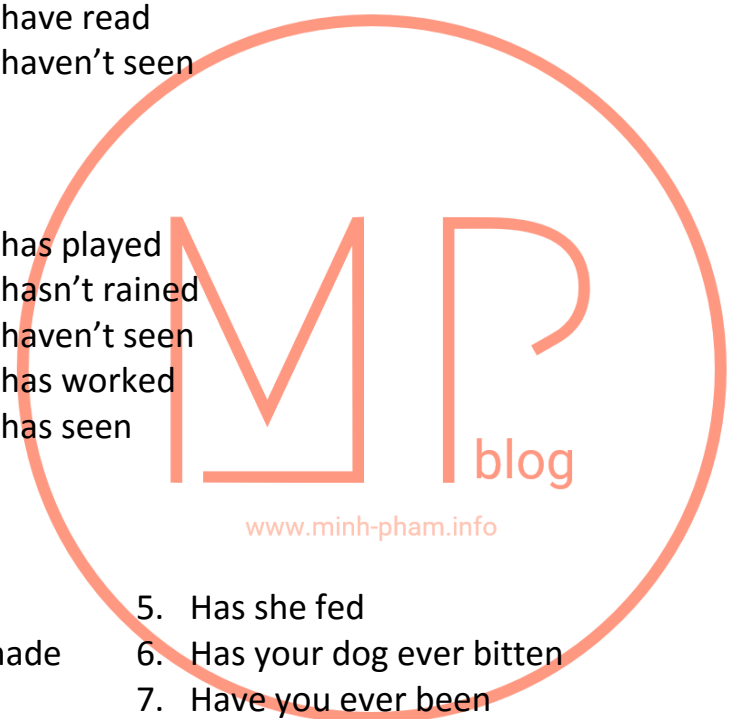 have read
haven’t seen
has played
hasn’t rained
haven’t seen
has worked
has seen
MP
blog
www.minh-pham.info
5. Has she fed
6. Has your dog ever bitten
7. Have you ever been